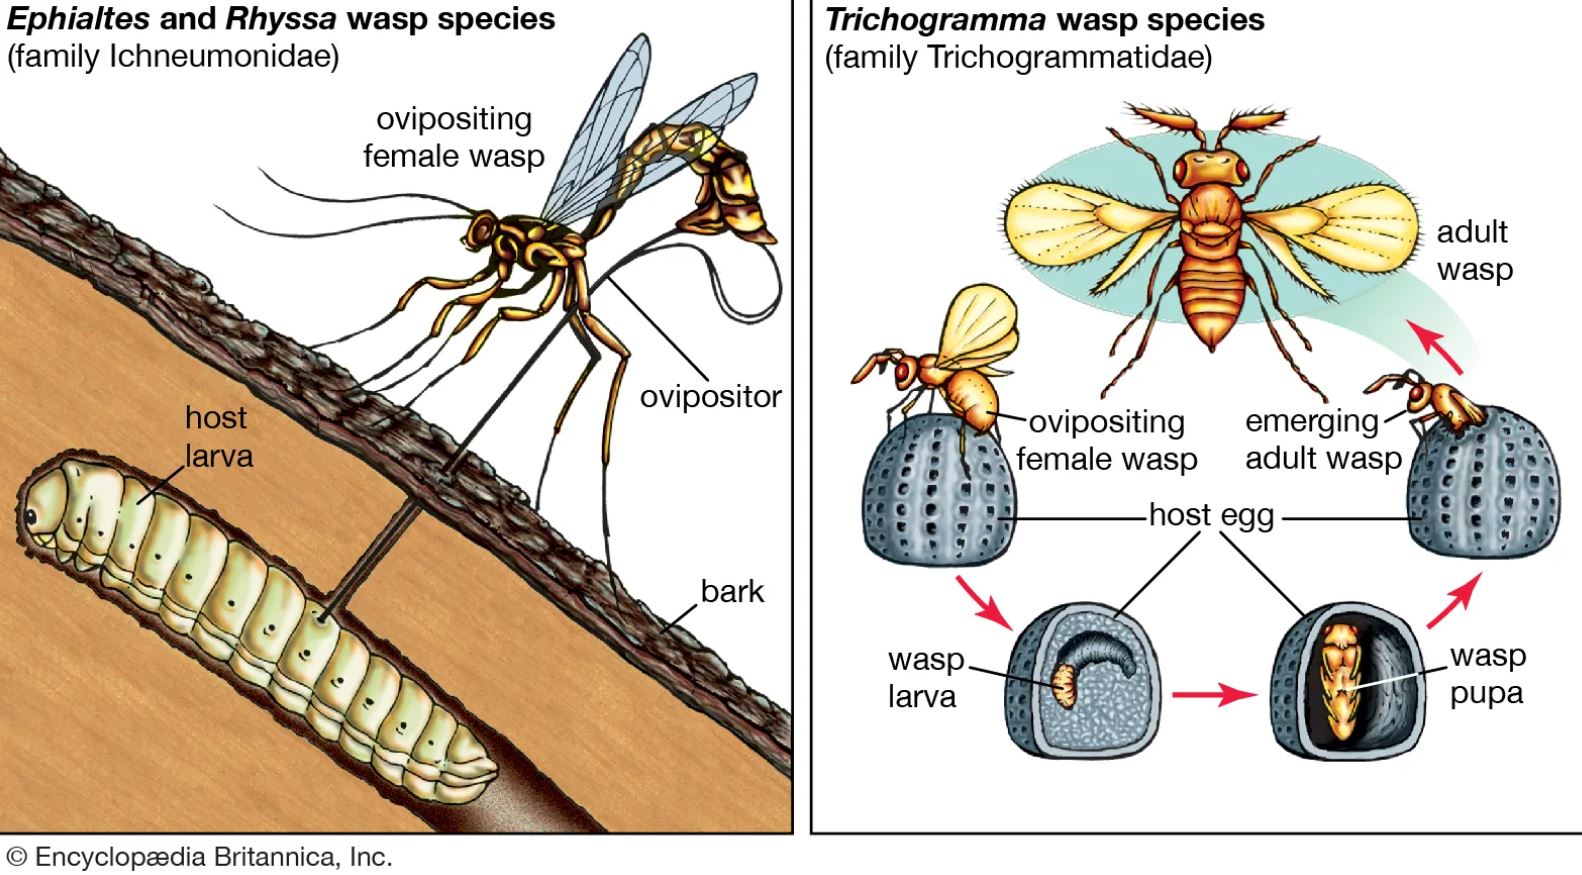 Ephialtes and Rhyssa wasp species
(family Ichneumonidae)
ovipositing
female wasp
ovipositor
host
larva
bark
Trichogramma wasp species
(family Trichogrammatidae)
adult
wasp
ovipositing
female wasp
emerging
adult wasp
host egg
wasp
larva
wasp
pupa
© Encyclopædia Britannica, Inc.